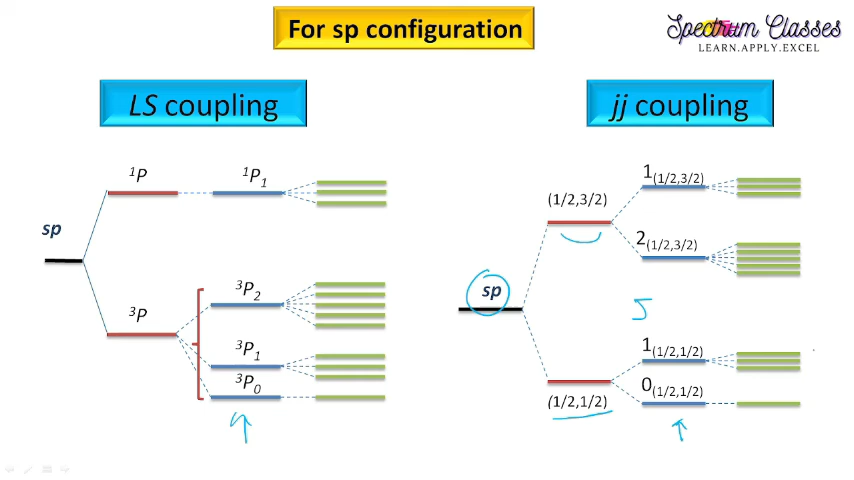 For sp configuration
Spectrum Classes
LEARN.APPLY.EXCEL
LS coupling
jj coupling
¹P
¹P₁
sp
³P
³P₂
³P₁
³P₀
(1/2,3/2)
1(1/2,3/2)
2(1/2,3/2)
sp
J
1(1/2,1/2)
(1/2,1/2)
0(1/2,1/2)